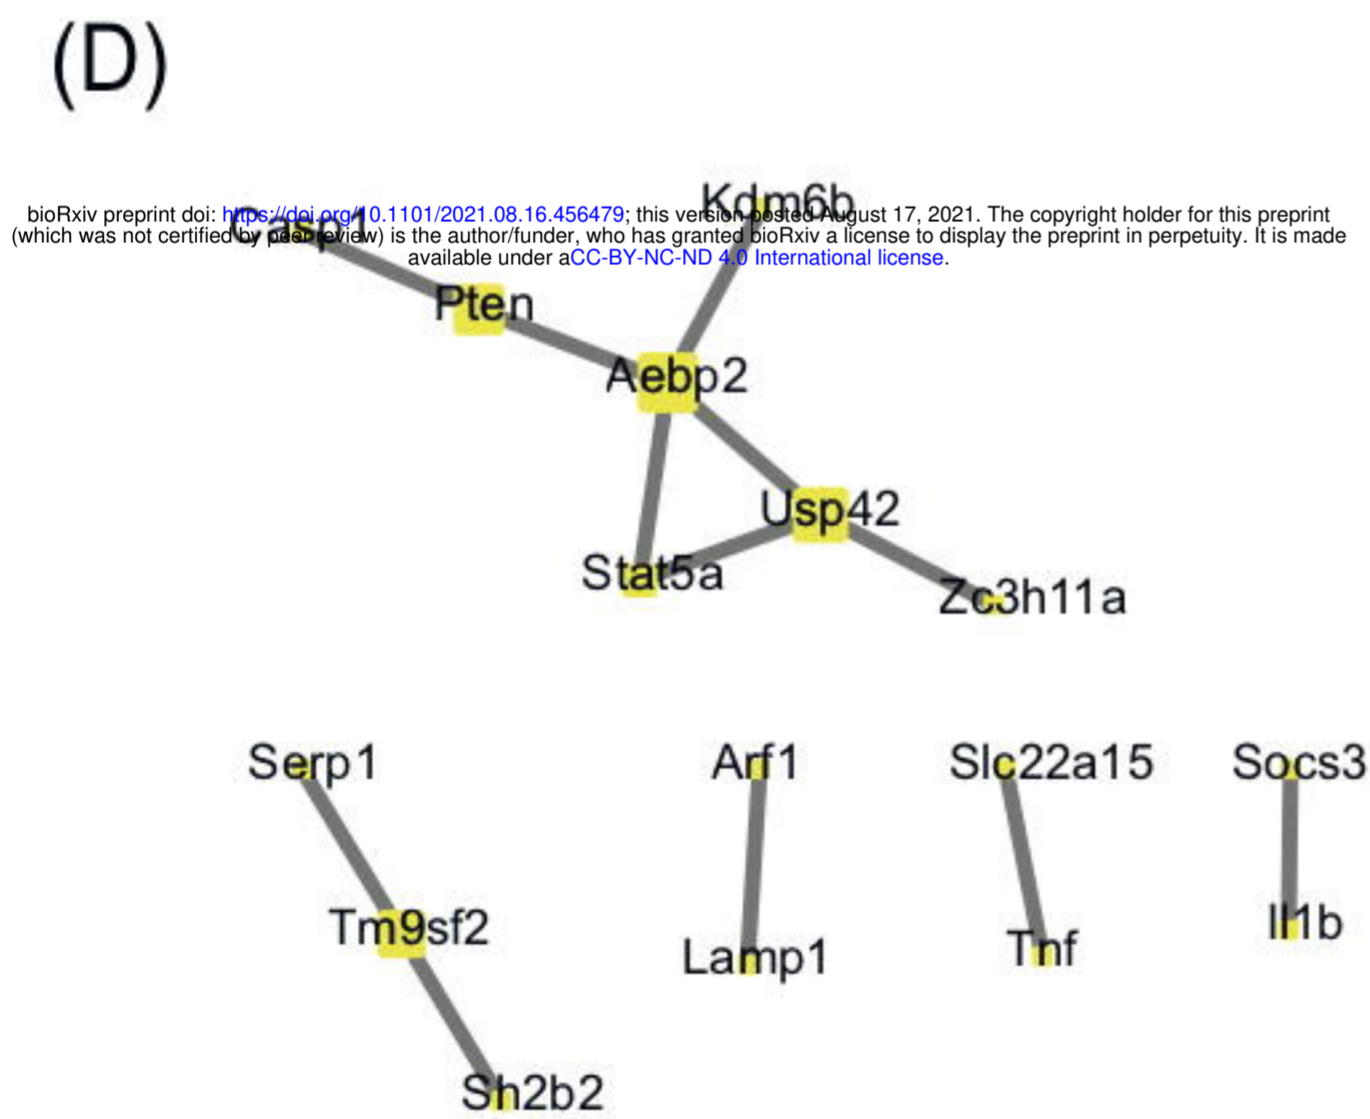 (D)
Kdm6b
bioRxiv preprint doi: https://doi.org/10.1101/2021.08.16.456479; this version posted August 17, 2021. The copyright holder for this preprint
Casp1
(which was not certified by peer review) is the author/funder, who has granted bioRxiv a license to display the preprint in perpetuity. It is made
available under aCC-BY-NC-ND 4.0 International license.
Pten
Aebp2
Usp42
Stat5a
Zc3h11a
Serp1
Arf1
Slc22a15
Socs3
Tm9sf2
Lamp1
Tnf
Il1b
Sh2b2